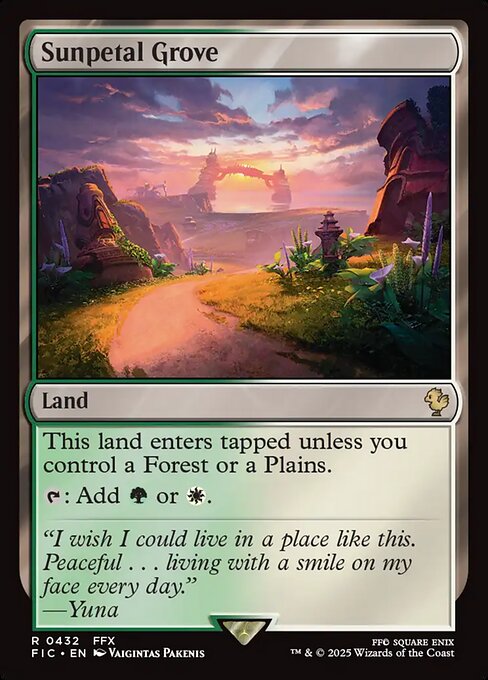 Sunpetal Grove
Land
This land enters tapped unless you
control a Forest or a Plains.
: Add or .
“I wish I could live in a place like this.
Peaceful . . . living with a smile on my
face every day.”
—Yuna
R 0432 FFX
FIC • EN VAIGINTAS PAKENIS
FF© SQUARE ENIX
™ & © 2025 Wizards of the Coast